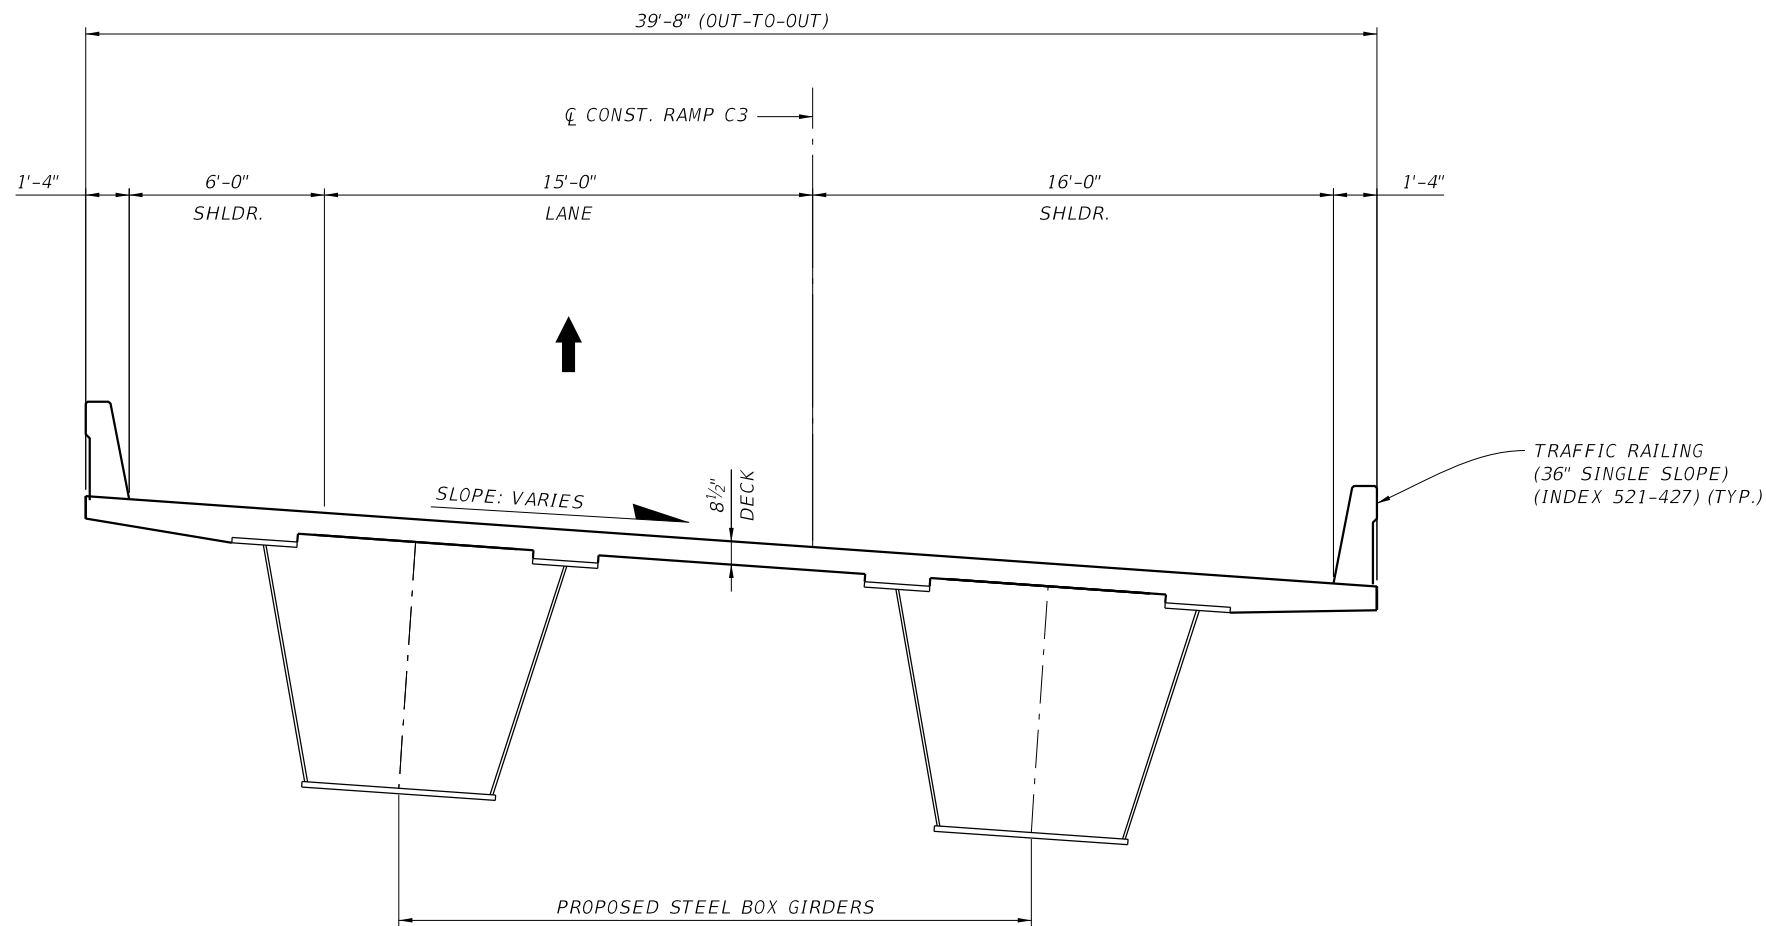 39'-8" (OUT-TO-OUT)
℄ CONST. RAMP C3
1'-4"
6'-0"
15'-0"
16'-0"
1'-4"
SHLDR.
LANE
SHLDR.
TRAFFIC RAILING
(36" SINGLE SLOPE)
(INDEX 521-427) (TYP.)
SLOPE: VARIES
8½"
DECK
PROPOSED STEEL BOX GIRDERS